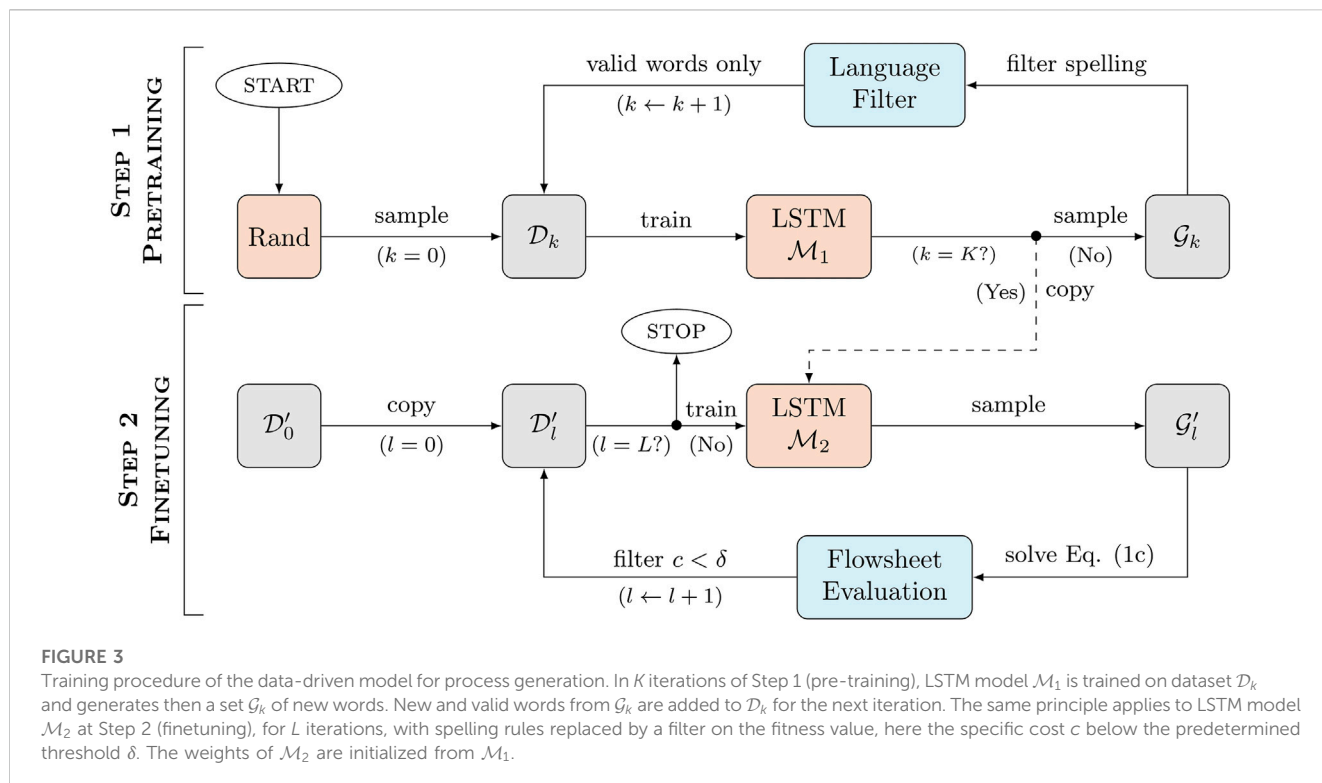 STEP 1
PRETRAINING
START
valid words only
(k ← k + 1)
Language
Filter
filter spelling
Rand
sample
(k = 0)
𝒟ₖ
train
LSTM
ℳ₁
(k = K?)
sample
(No)
𝒢ₖ
(Yes)
copy
STEP 2
FINETUNING
STOP
𝒟′₀
copy
(l = 0)
𝒟′ₗ
(l = L?)
train
(No)
LSTM
ℳ₂
sample
𝒢′ₗ
filter c < δ
(l ← l + 1)
Flowsheet
Evaluation
solve Eq. (1c)
FIGURE 3
Training procedure of the data-driven model for process generation. In K iterations of Step 1 (pre-training), LSTM model ℳ₁ is trained on dataset 𝒟ₖ
and generates then a set 𝒢ₖ of new words. New and valid words from 𝒢ₖ are added to 𝒟ₖ for the next iteration. The same principle applies to LSTM model
ℳ₂ at Step 2 (finetuning), for L iterations, with spelling rules replaced by a filter on the fitness value, here the specific cost c below the predetermined
threshold δ. The weights of ℳ₂ are initialized from ℳ₁.